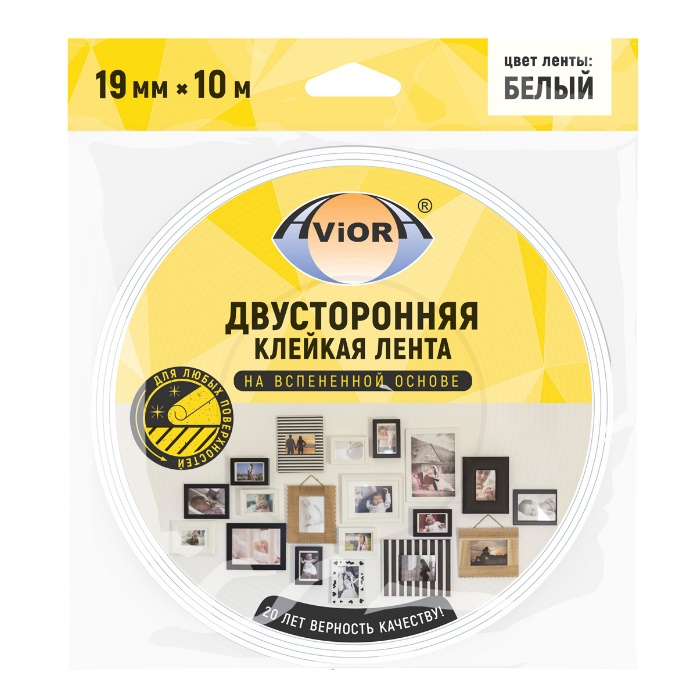 19 мм × 10 м
цвет ленты:
БЕЛЫЙ
AViORA®
ДВУСТОРОННЯЯ
КЛЕЙКАЯ ЛЕНТА
НА ВСПЕНЕННОЙ ОСНОВЕ
ДЛЯ ЛЮБЫХ ПОВЕРХНОСТЕЙ
20 ЛЕТ ВЕРНОСТЬ КАЧЕСТВУ!